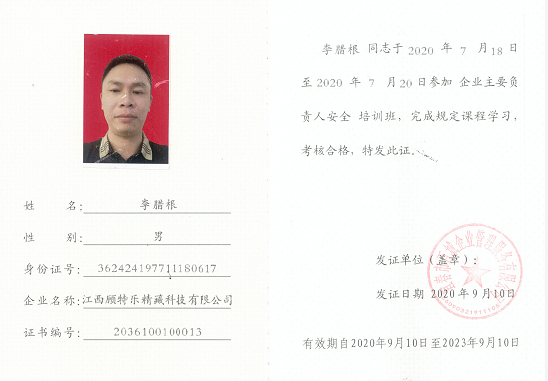 姓 名: 李腊根
性 别: 男
身份证号: 362424197711180617
企业名称: 江西顾特乐精藏科技有限公司
证书编号: 2036100100013
李腊根 同志于 2020 年 7 月18 日
至 2020 年 7 月20 日参加 企业主要负
责人安全 培训班，完成规定课程学习，
考核合格，特发此证。
发证单位（盖章）：
发证日期 2020 年 9 月10日
有效期自2020年9月10日 至2023年9月10日